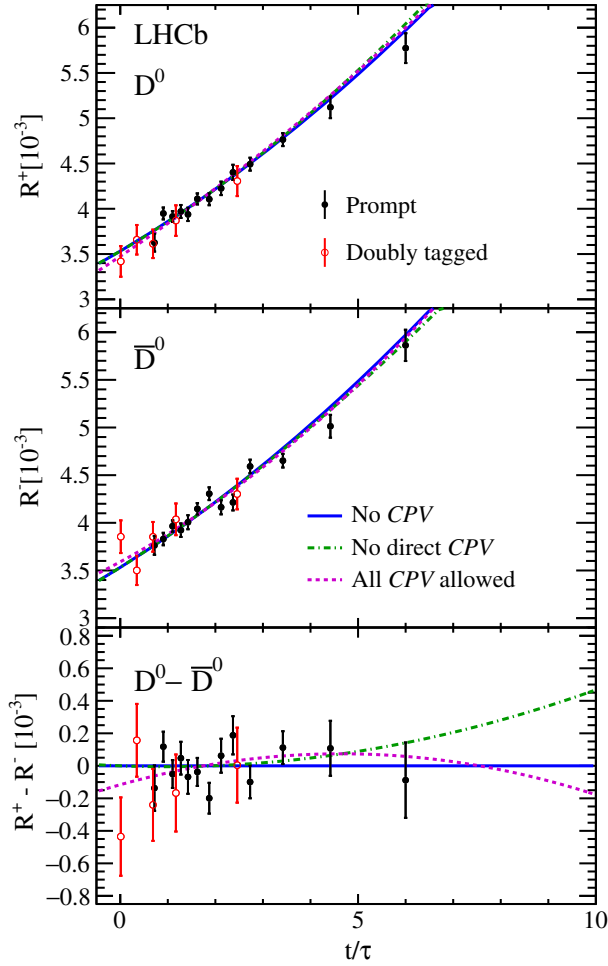 LHCb
D⁰
R⁺[10⁻³]
6
5.5
5
4.5
4
3.5
3
Prompt
Doubly tagged
D̅⁰
R⁻[10⁻³]
6
5.5
5
4.5
4
3.5
3
No CPV
No direct CPV
All CPV allowed
D⁰ − D̅⁰
R⁺ - R⁻ [10⁻³]
0.8
0.6
0.4
0.2
0
−0.2
−0.4
−0.6
−0.8
0 5 10
t/τ